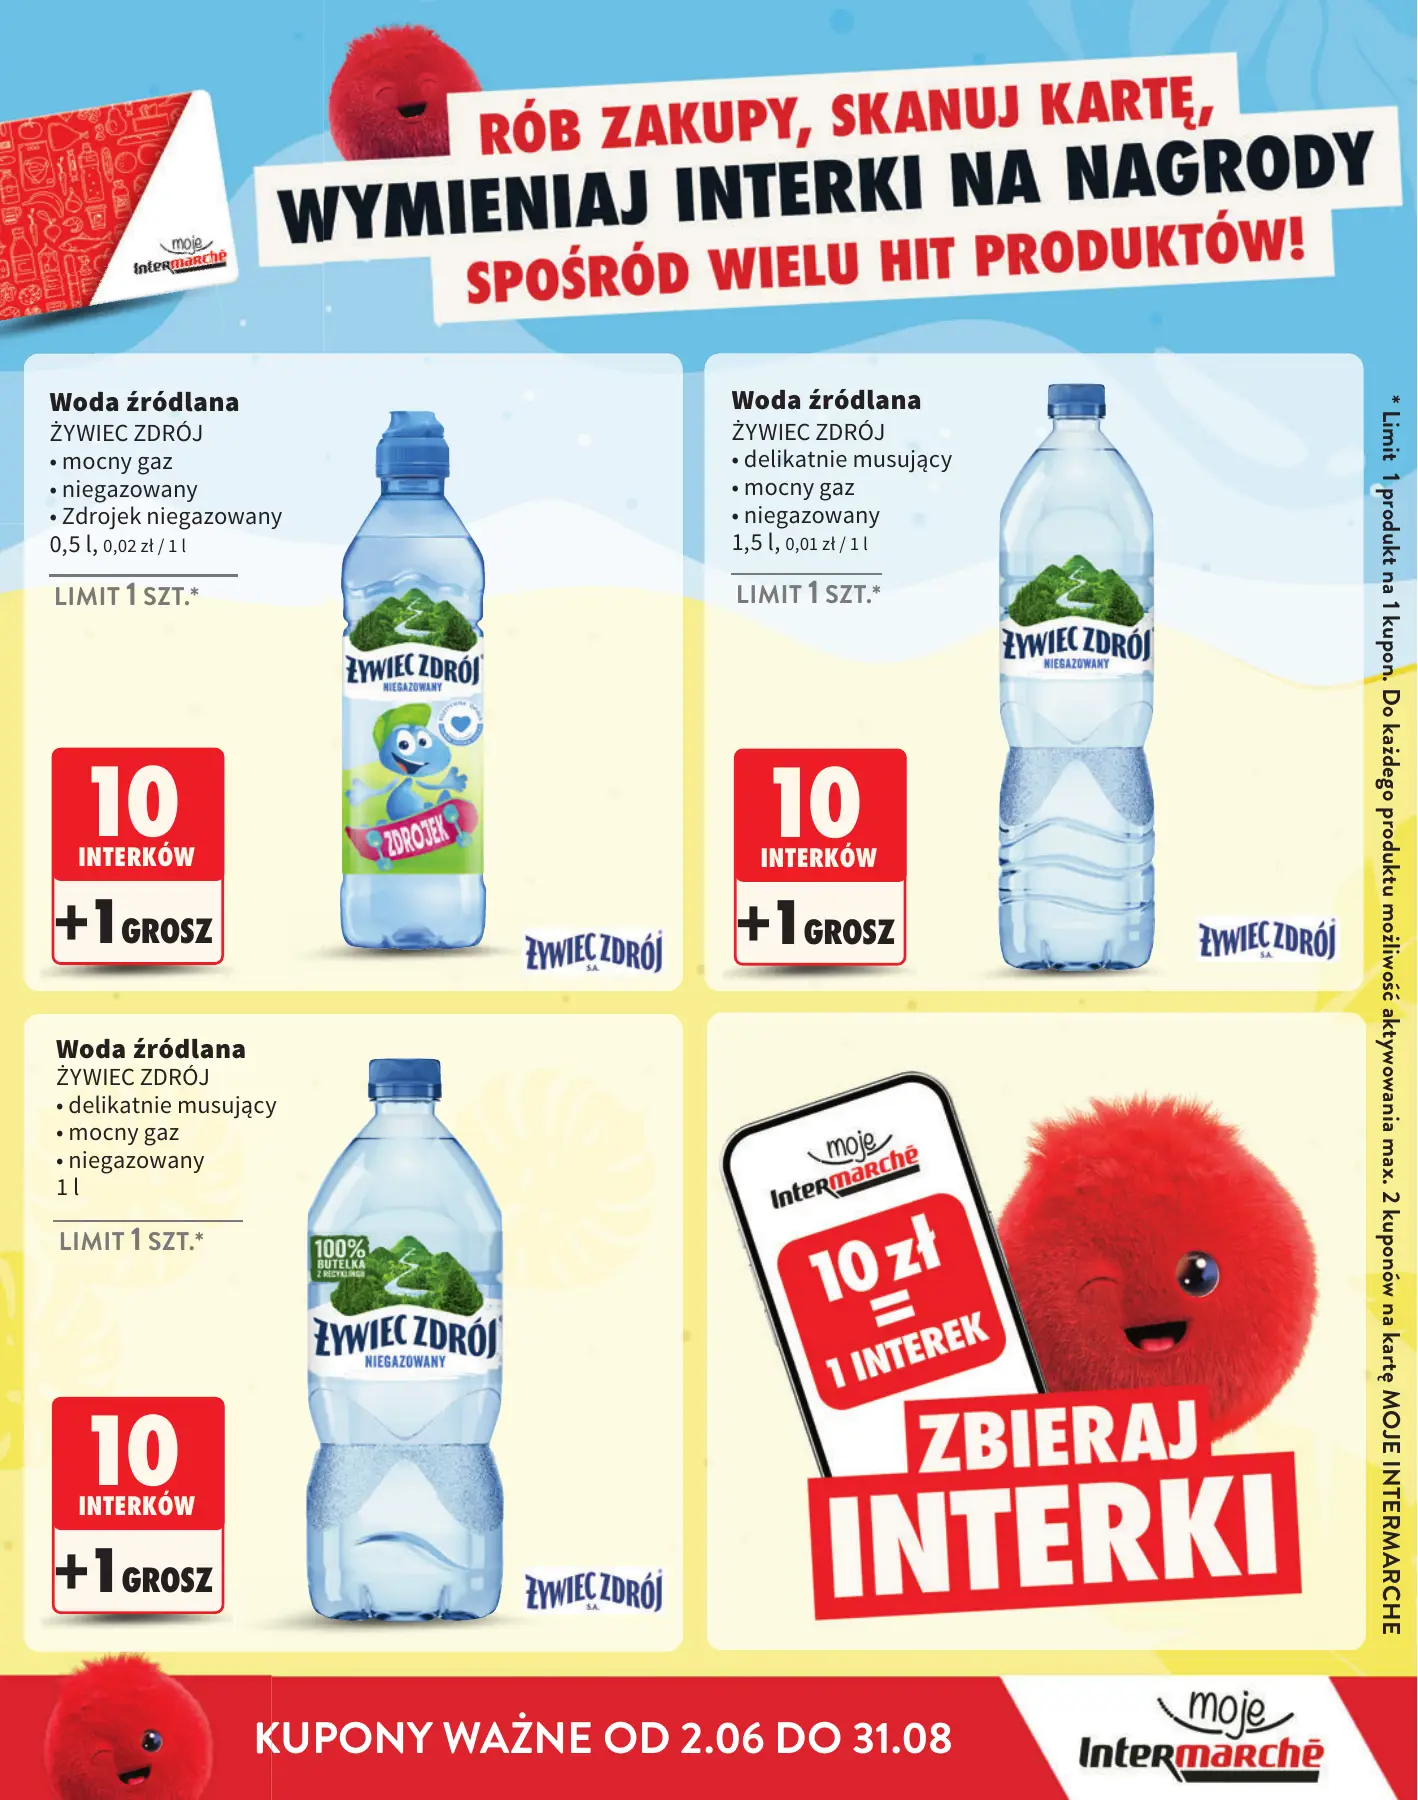 RÓB ZAKUPY, SKANUJ KARTĘ,
WYMIENIAJ INTERKI NA NAGRODY
SPOŚRÓD WIELU HIT PRODUKTÓW!
moje
InterMarchē
Woda źródlana
ŻYWIEC ZDRÓJ
• mocny gaz
• niegazowany
• Zdrojek niegazowany
0,5 l, 0,02 zł / 1 l
LIMIT 1 SZT.*
ŻYWIEC ZDRÓJ
NIEGAZOWANY
ZDROJEK
10
INTERKÓW
+1 GROSZ
ŻYWIEC ZDRÓJ
S.A.
Woda źródlana
ŻYWIEC ZDRÓJ
• delikatnie musujący
• mocny gaz
• niegazowany
1,5 l, 0,01 zł / 1 l
LIMIT 1 SZT.*
ŻYWIEC ZDRÓJ
NIEGAZOWANY
10
INTERKÓW
+1 GROSZ
ŻYWIEC ZDRÓJ
S.A.
* Limit 1 produkt na 1 kupon. Do każdego produktu możliwość aktywowania max. 2 kuponów na kartę MOJE INTERMARCHE
Woda źródlana
ŻYWIEC ZDRÓJ
• delikatnie musujący
• mocny gaz
• niegazowany
1 l
LIMIT 1 SZT.*
100%
BUTELKA
Z RECYKLINGU
ŻYWIEC ZDRÓJ
NIEGAZOWANY
10
INTERKÓW
+1 GROSZ
ŻYWIEC ZDRÓJ
S.A.
moje
InterMarchē
10 zł
=
1 INTEREK
ZBIERAJ
INTERKI
KUPONY WAŻNE OD 2.06 DO 31.08
moje
InterMarchē